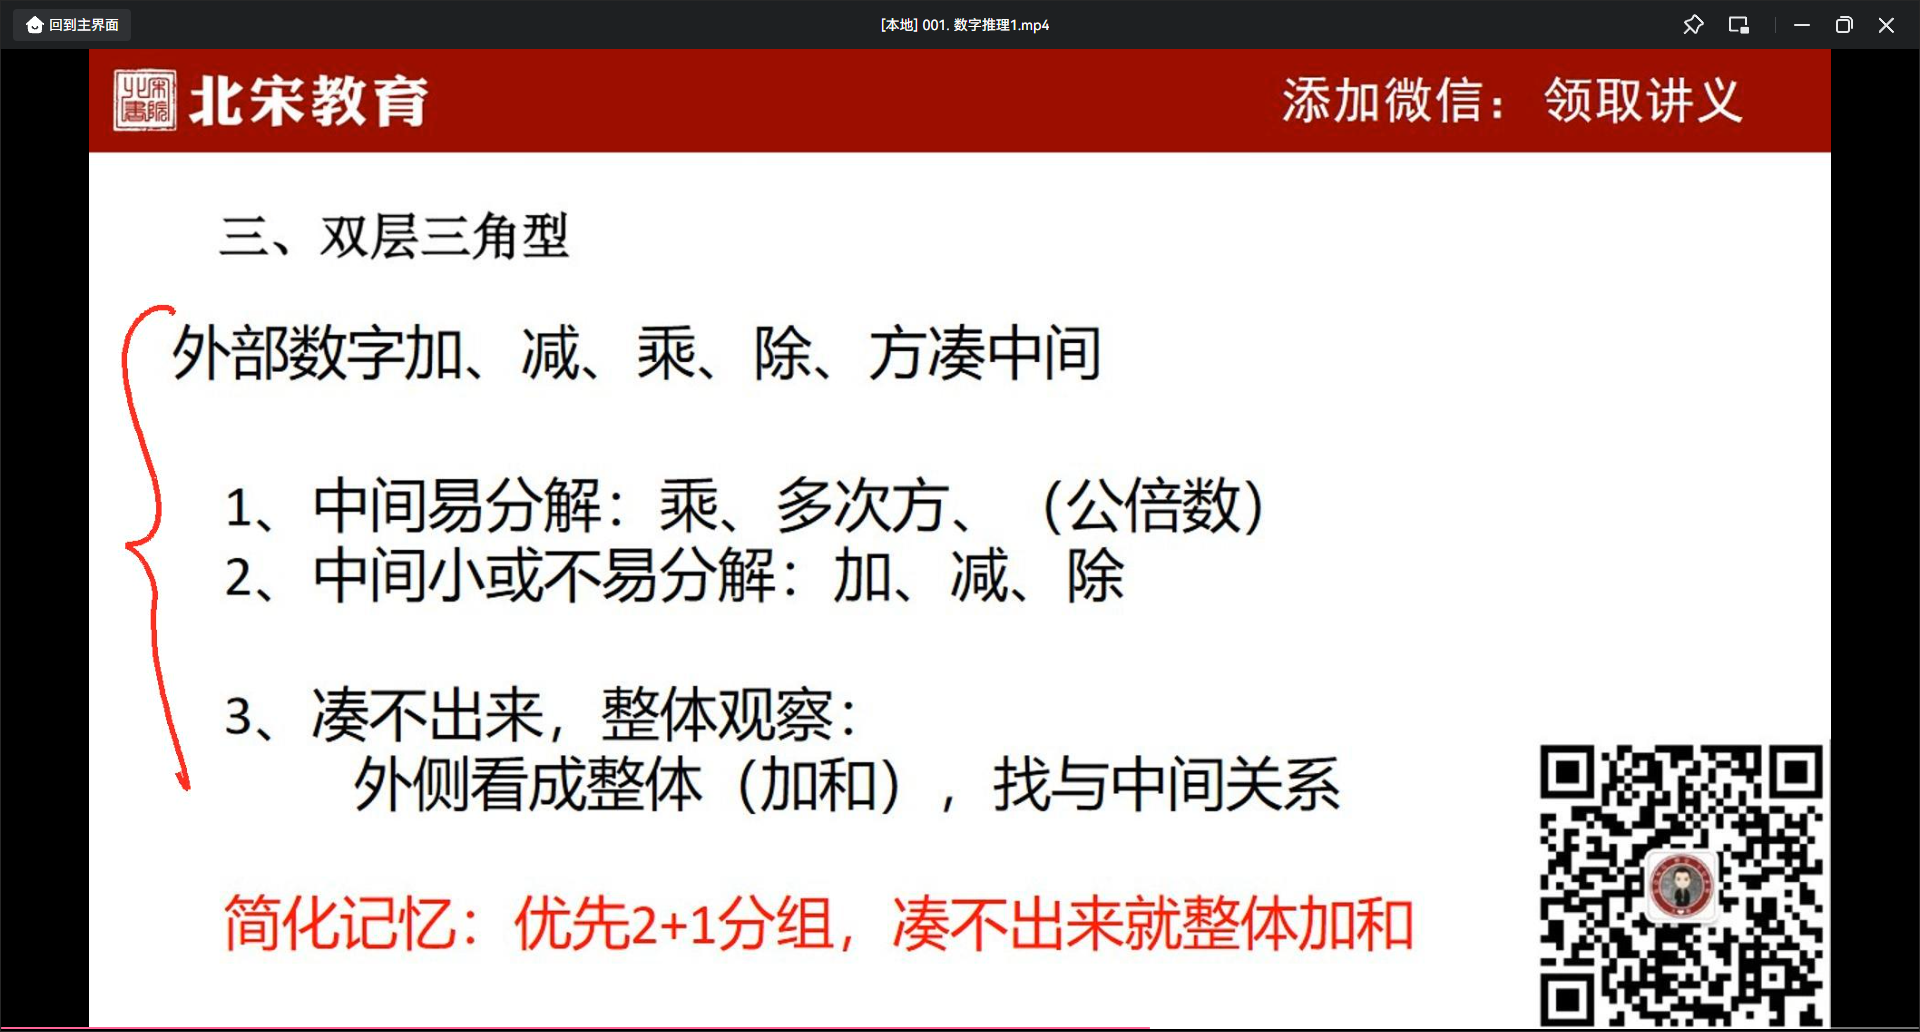 回到主界面
[本地] 001. 数字推理1.mp4
北宋書院
北宋教育
添加微信：领取讲义
三、双层三角型
外部数字加、减、乘、除、方凑中间
1、中间易分解：乘、多次方、（公倍数）
2、中间小或不易分解：加、减、除
3、凑不出来，整体观察：
外侧看成整体（加和），找与中间关系
简化记忆：优先2+1分组，凑不出来就整体加和